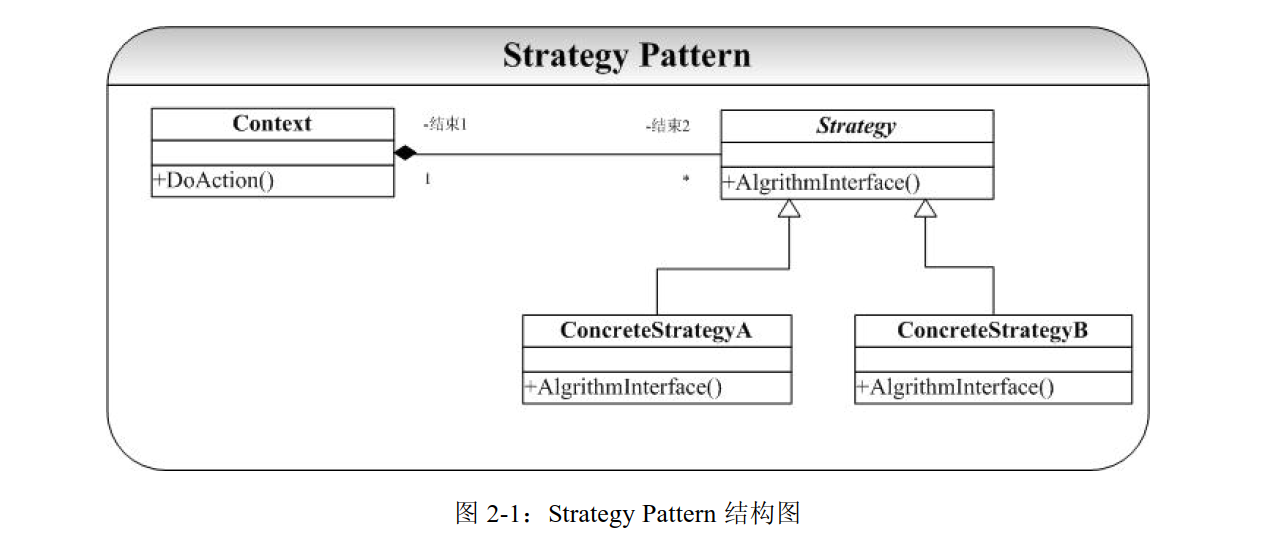 Strategy Pattern
Context
+DoAction()
-结束1
-结束2
1
*
Strategy
+AlgrithmInterface()
ConcreteStrategyA
+AlgrithmInterface()
ConcreteStrategyB
+AlgrithmInterface()
图 2-1：Strategy Pattern 结构图